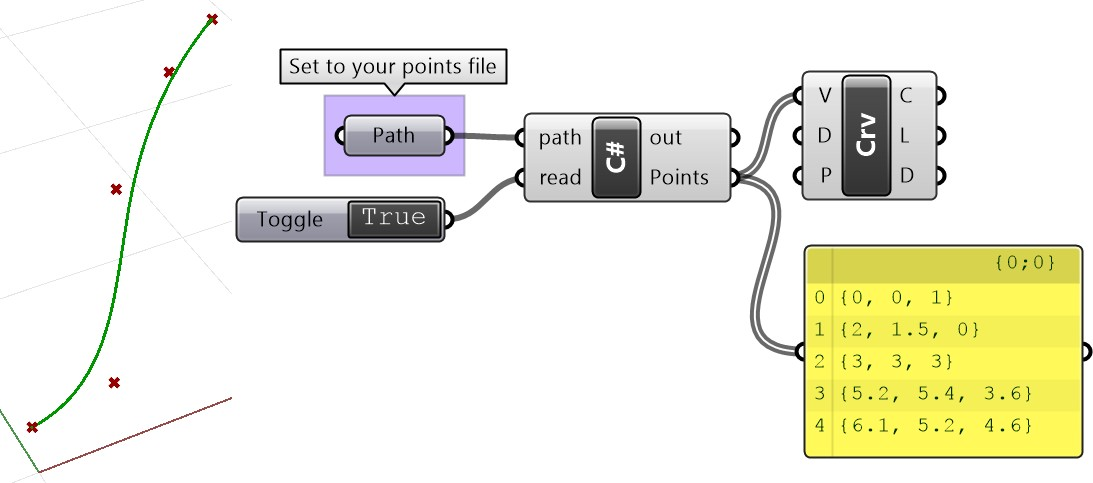 Set to your points file
Path
Toggle True
path out
read Points
C#
V C
D L
P D
Crv
{0;0}
0 {0, 0, 1}
1 {2, 1.5, 0}
2 {3, 3, 3}
3 {5.2, 5.4, 3.6}
4 {6.1, 5.2, 4.6}